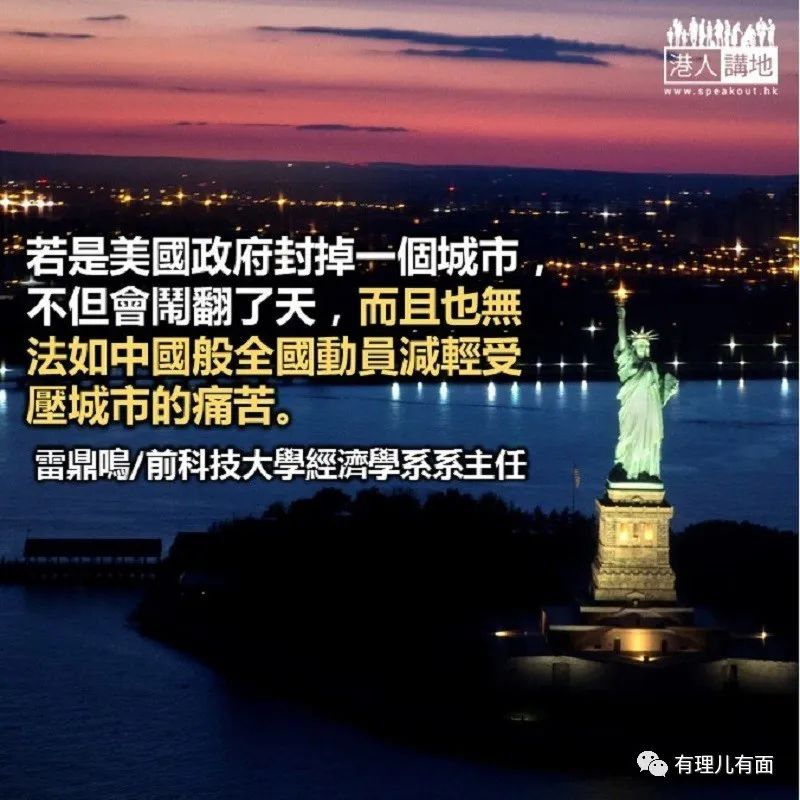 港人講地
www.speakout.hk
若是美國政府封掉一個城市，
不但會鬧翻了天，而且也無
法如中國般全國動員減輕受
壓城市的痛苦。
雷鼎鳴/前科技大學經濟學系系主任
有理儿有面